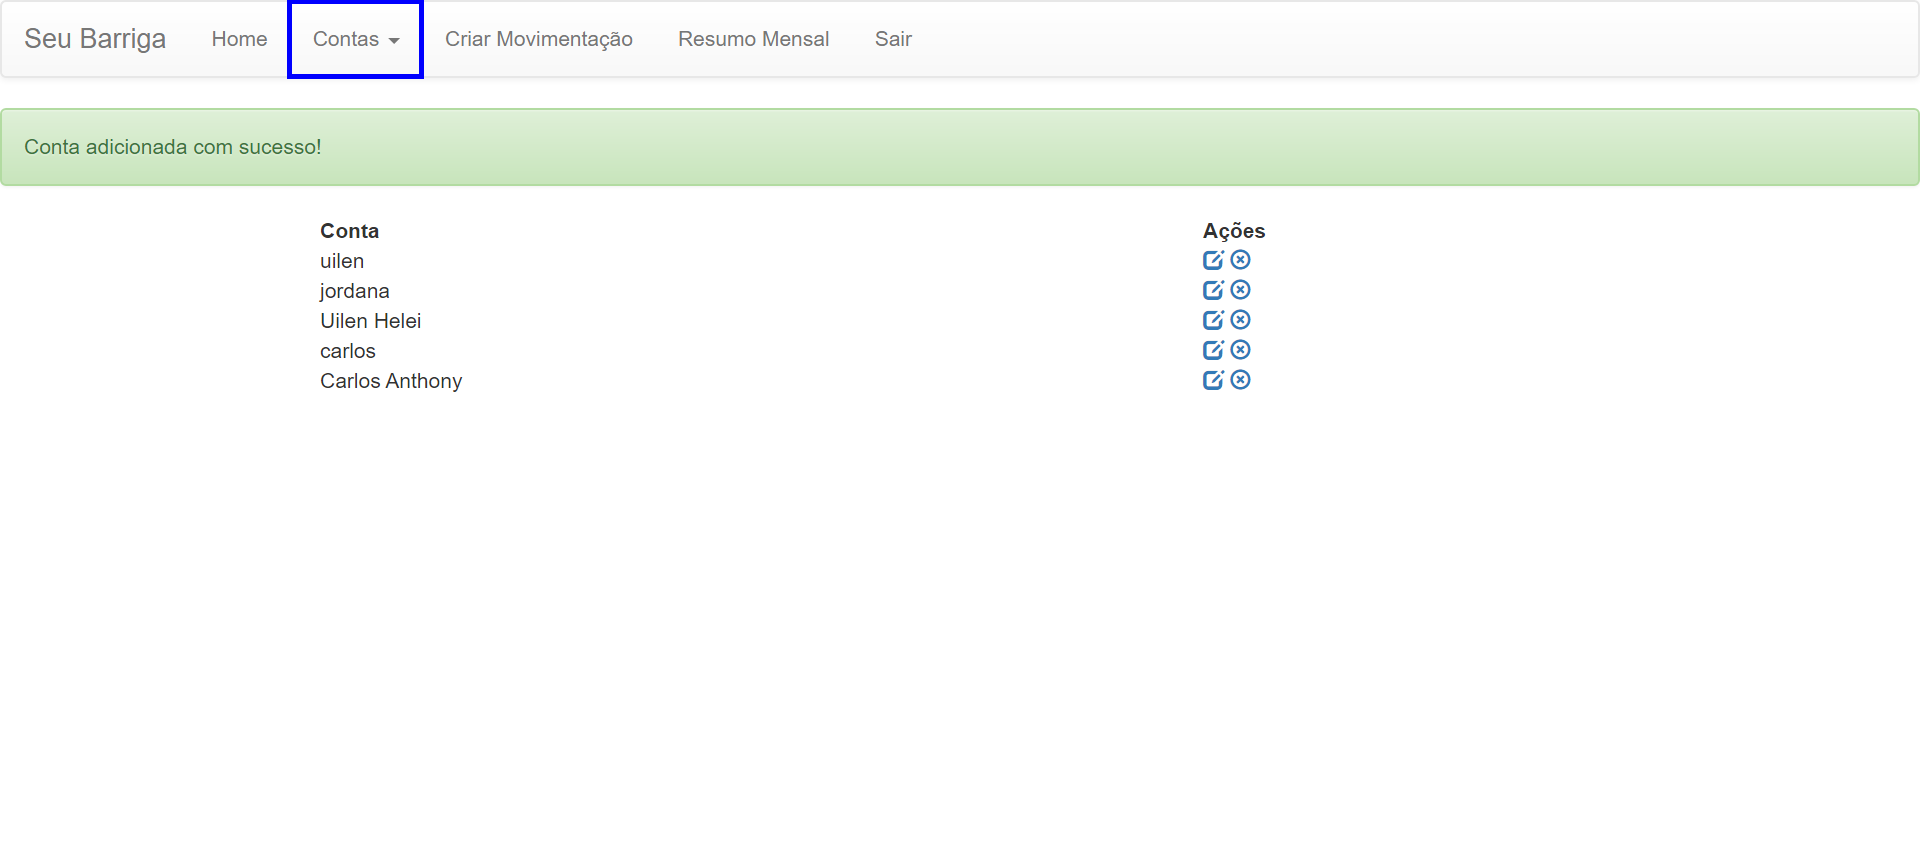 Seu Barriga Home Contas Criar Movimentação Resumo Mensal Sair
Conta adicionada com sucesso!
Conta Ações
uilen
jordana
Uilen Helei
carlos
Carlos Anthony